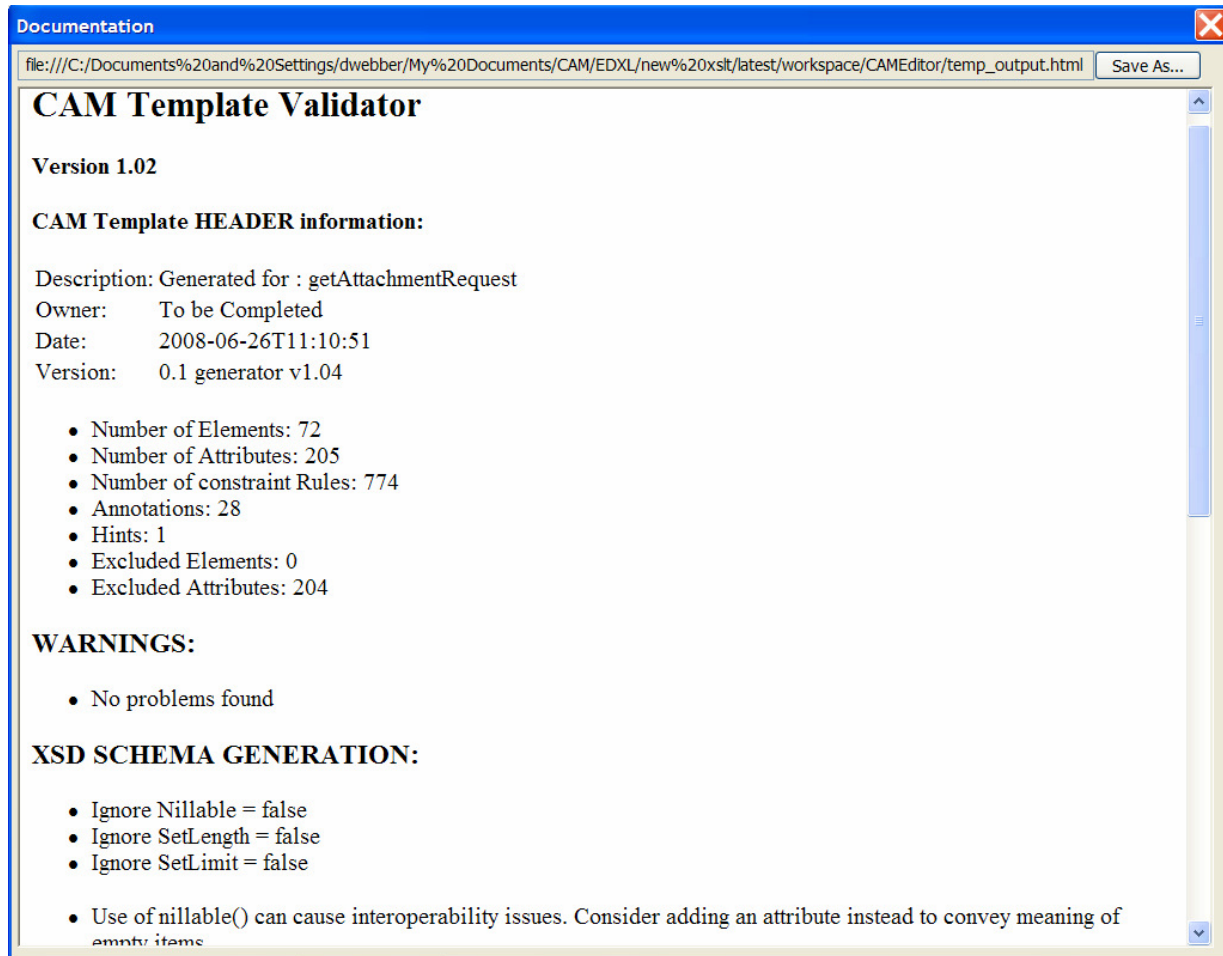 Documentation
file:///C:/Documents%20and%20Settings/dwebber/My%20Documents/CAM/EDXL/new%20xslt/latest/workspace/CAMEditor/temp_output.html Save As...
CAM Template Validator
Version 1.02
CAM Template HEADER information:
Description: Generated for : getAttachmentRequest
Owner: To be Completed
Date: 2008-06-26T11:10:51
Version: 0.1 generator v1.04
• Number of Elements: 72
• Number of Attributes: 205
• Number of constraint Rules: 774
• Annotations: 28
• Hints: 1
• Excluded Elements: 0
• Excluded Attributes: 204
WARNINGS:
• No problems found
XSD SCHEMA GENERATION:
• Ignore Nillable = false
• Ignore SetLength = false
• Ignore SetLimit = false
• Use of nillable() can cause interoperability issues. Consider adding an attribute instead to convey meaning of
empty items